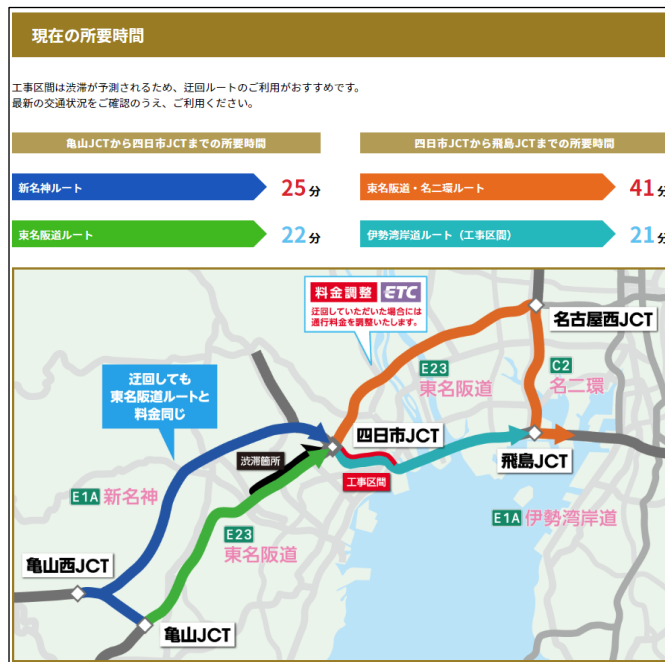 現在の所要時間
工事区間は渋滞が予測されるため、迂回ルートのご利用がおすすめです。
最新の交通状況をご確認のうえ、ご利用ください。
亀山JCTから四日市JCTまでの所要時間
新名神ルート
25分
東名阪道ルート
22分
四日市JCTから飛島JCTまでの所要時間
東名阪道・名二環ルート
41分
伊勢湾岸道ルート（工事区間）
21分
料金調整 ETC
迂回していただいた場合には
通行料金を調整いたします。
名古屋西JCT
E23
東名阪道
C2
名二環
迂回しても
東名阪道ルートと
料金同じ
四日市JCT
渋滞箇所
飛島JCT
工事区間
E1A 新名神
E1A 伊勢湾岸道
E23
東名阪道
亀山西JCT
亀山JCT